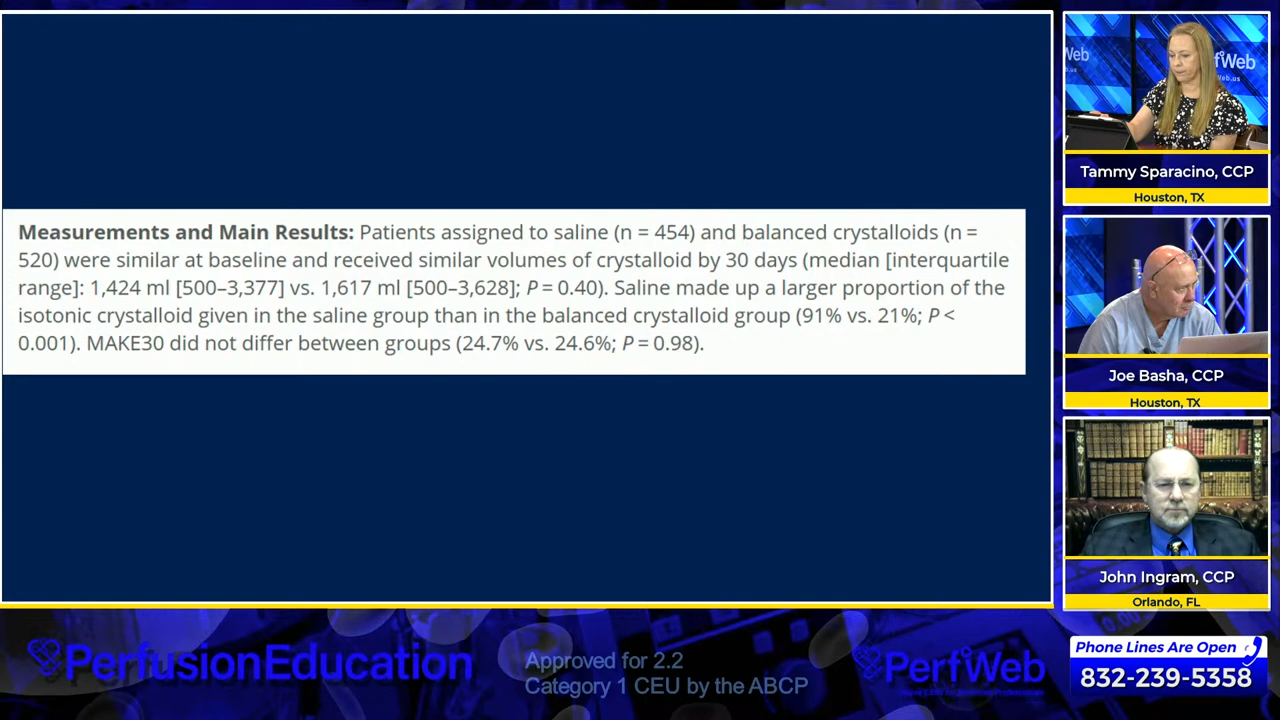 Measurements and Main Results: Patients assigned to saline (n = 454) and balanced crystalloids (n =
520) were similar at baseline and received similar volumes of crystalloid by 30 days (median [interquartile
range]: 1,424 ml [500–3,377] vs. 1,617 ml [500–3,628]; P = 0.40). Saline made up a larger proportion of the
isotonic crystalloid given in the saline group than in the balanced crystalloid group (91% vs. 21%; P <
0.001). MAKE30 did not differ between groups (24.7% vs. 24.6%; P = 0.98).
Web
fWeb
Web.us
Tammy Sparacino, CCP
Houston, TX
Joe Basha, CCP
Houston, TX
John Ingram, CCP
Orlando, FL
PerfusionEducation
Approved for 2.2
Category 1 CEU by the ABCP
PerfWeb
Phone Lines Are Open
832-239-5358